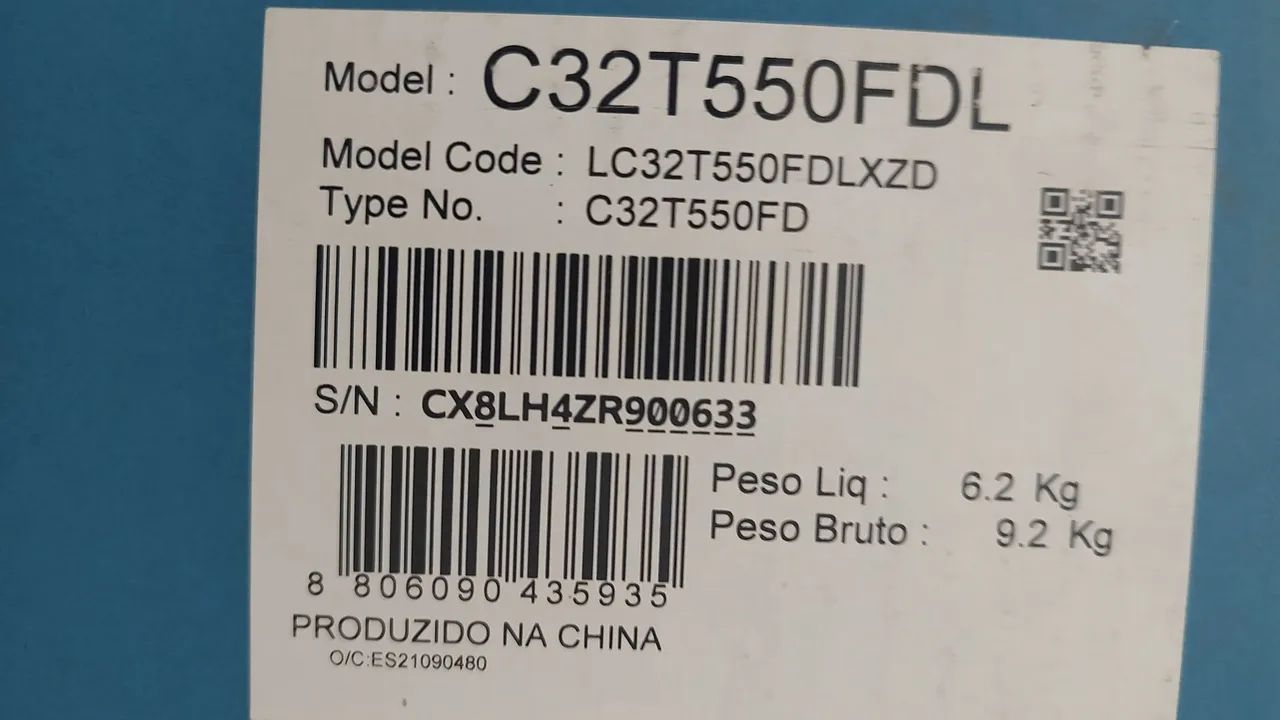 Model : C32T550FDL
Model Code : LC32T550FDLXZD
Type No. : C32T550FD
S/N : CX8LH4ZR900633
Peso Liq : 6.2 Kg
Peso Bruto : 9.2 Kg
8 806090 435935
PRODUZIDO NA CHINA
O/C:ES21090480